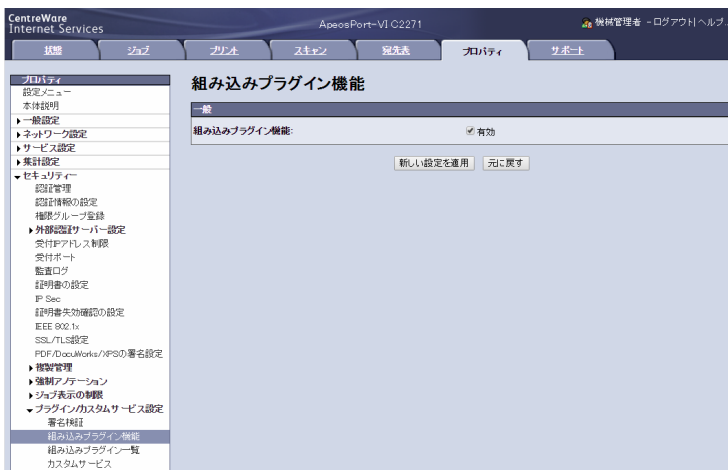 CentreWare
Internet Services
ApeosPort-VI C2271
機械管理者 - ログアウト| ヘルプ...
状態
ジョブ
プリント
スキャン
宛先表
プロパティ
サポート
プロパティ
設定メニュー
本体説明
一般設定
ネットワーク設定
サービス設定
集計設定
セキュリティー
認証管理
認証情報の設定
権限グループ登録
外部認証サーバー設定
受付IPアドレス制限
受付ポート
監査ログ
証明書の設定
IP Sec
証明書失効確認の設定
IEEE 802.1x
SSL/TLS設定
PDF/DocuWorks/XPSの署名設定
複製管理
強制アノテーション
ジョブ表示の制限
プラグイン/カスタムサービス設定
署名検証
組み込みプラグイン機能
組み込みプラグイン一覧
カスタムサービス
組み込みプラグイン機能
一般
組み込みプラグイン機能:
有効
新しい設定を適用
元に戻す